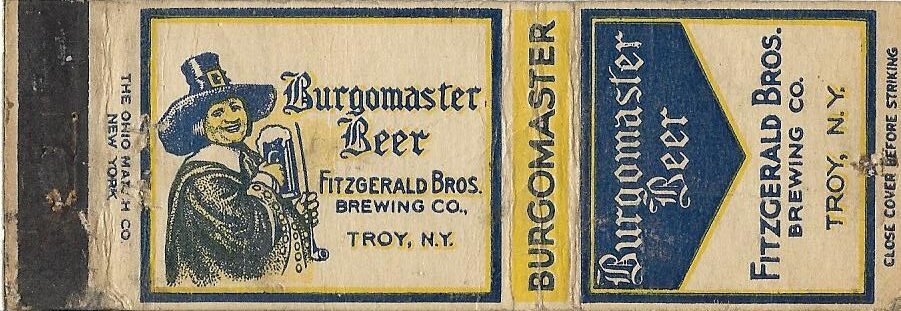 THE OHIO MATCH CO.
NEW YORK
Burgomaster
Beer
FITZGERALD BROS.
BREWING CO.,
TROY, N.Y.
BURGOMASTER
Burgomaster
Beer
FITZGERALD BROS.
BREWING CO.
TROY, N.Y.
CLOSE COVER BEFORE STRIKING